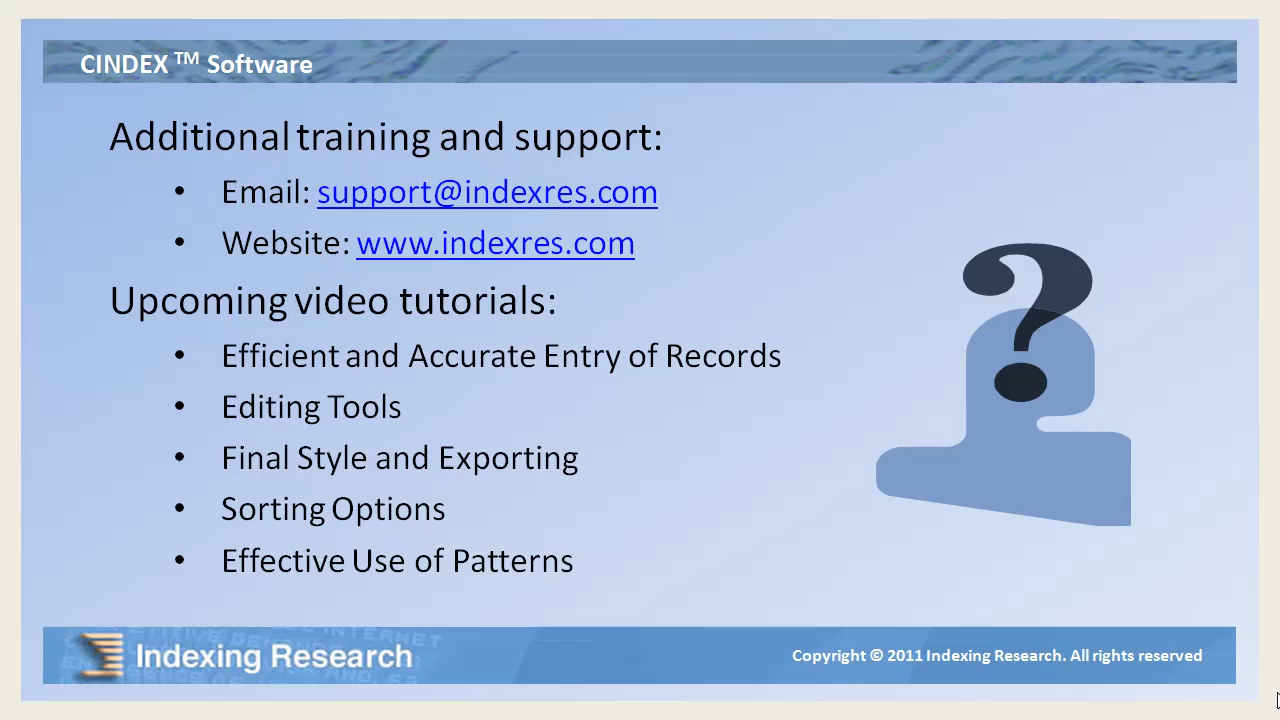 CINDEX™ Software
Additional training and support:
• Email: support@indexres.com
• Website: www.indexres.com
Upcoming video tutorials:
• Efficient and Accurate Entry of Records
• Editing Tools
• Final Style and Exporting
• Sorting Options
• Effective Use of Patterns
?
Indexing Research
Copyright © 2011 Indexing Research. All rights reserved